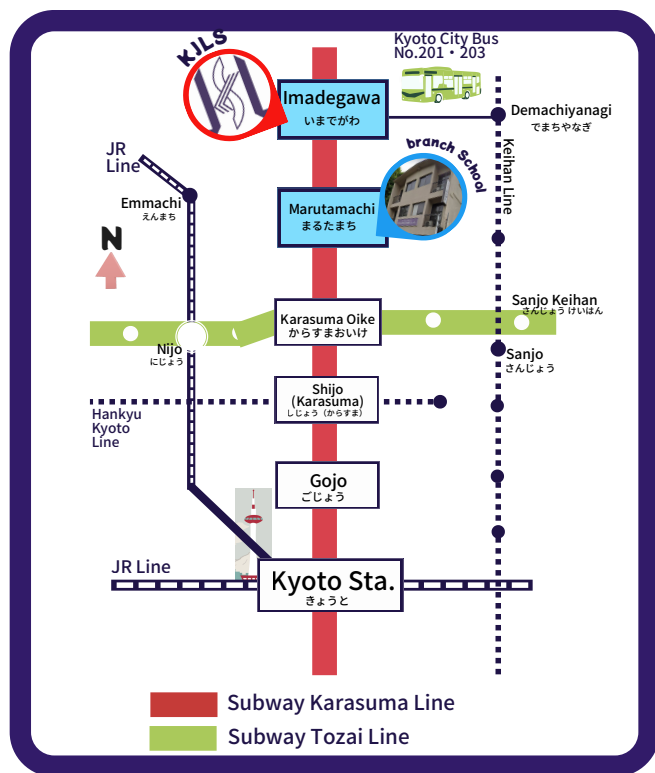 KJLS
Kyoto City Bus
No.201・203
Imadegawa
いまでがわ
Demachiyanagi
でまちやなぎ
Keihan Line
branch School
JR
Line
Emmachi
えんまち
Marutamachi
まるたまち
N
Karasuma Oike
からすまおいけ
Sanjo Keihan
さんじょう けいはん
Nijo
にじょう
Sanjo
さんじょう
Shijo
(Karasuma)
しじょう（からすま）
Hankyu
Kyoto
Line
Gojo
ごじょう
JR Line
Kyoto Sta.
きょうと
Subway Karasuma Line
Subway Tozai Line